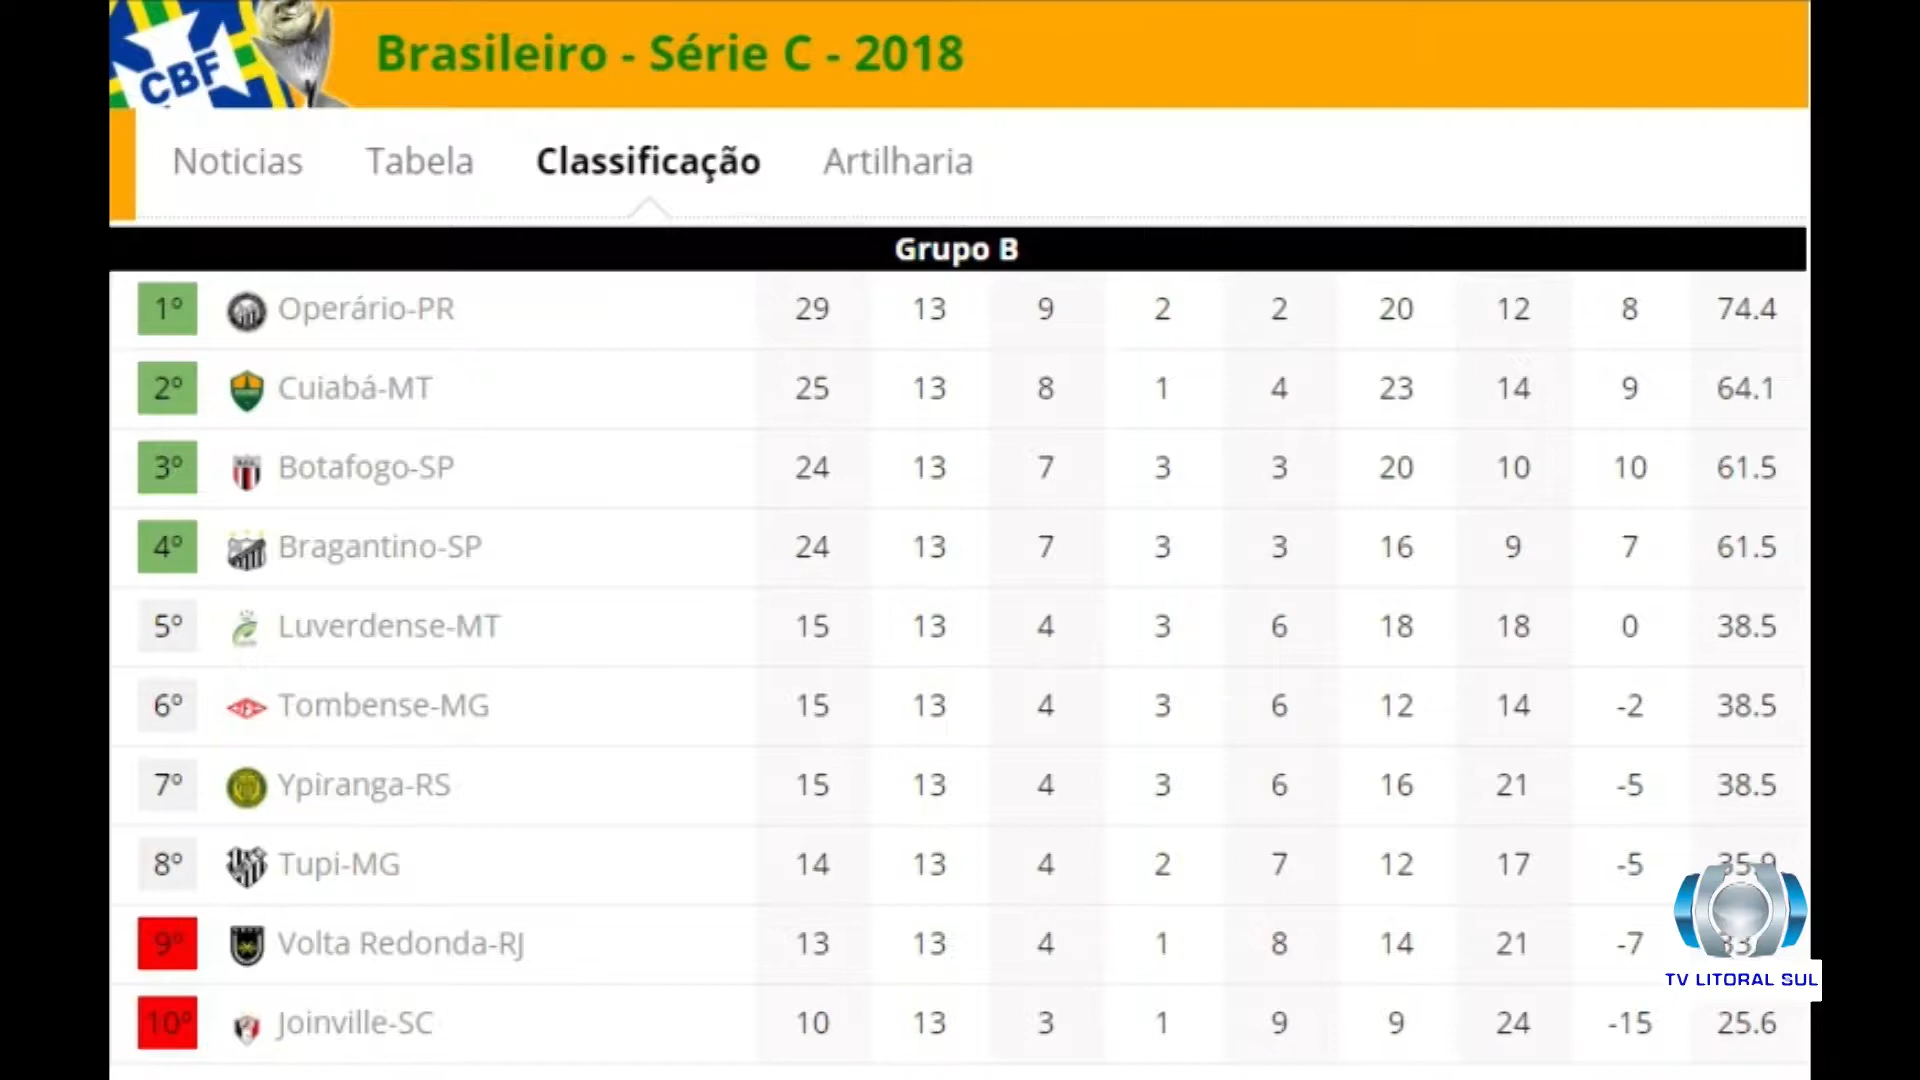 CBF
Brasileiro - Série C - 2018
Noticias Tabela Classificação Artilharia
Grupo B
1º Operário-PR 29 13 9 2 2 20 12 8 74.4
2º Cuiabá-MT 25 13 8 1 4 23 14 9 64.1
3º Botafogo-SP 24 13 7 3 3 20 10 10 61.5
4º Bragantino-SP 24 13 7 3 3 16 9 7 61.5
5º Luverdense-MT 15 13 4 3 6 18 18 0 38.5
6º Tombense-MG 15 13 4 3 6 12 14 -2 38.5
7º Ypiranga-RS 15 13 4 3 6 16 21 -5 38.5
8º Tupi-MG 14 13 4 2 7 12 17 -5 35.9
9º Volta Redonda-RJ 13 13 4 1 8 14 21 -7
10º Joinville-SC 10 13 3 1 9 9 24 -15 25.6
TV LITORAL SUL